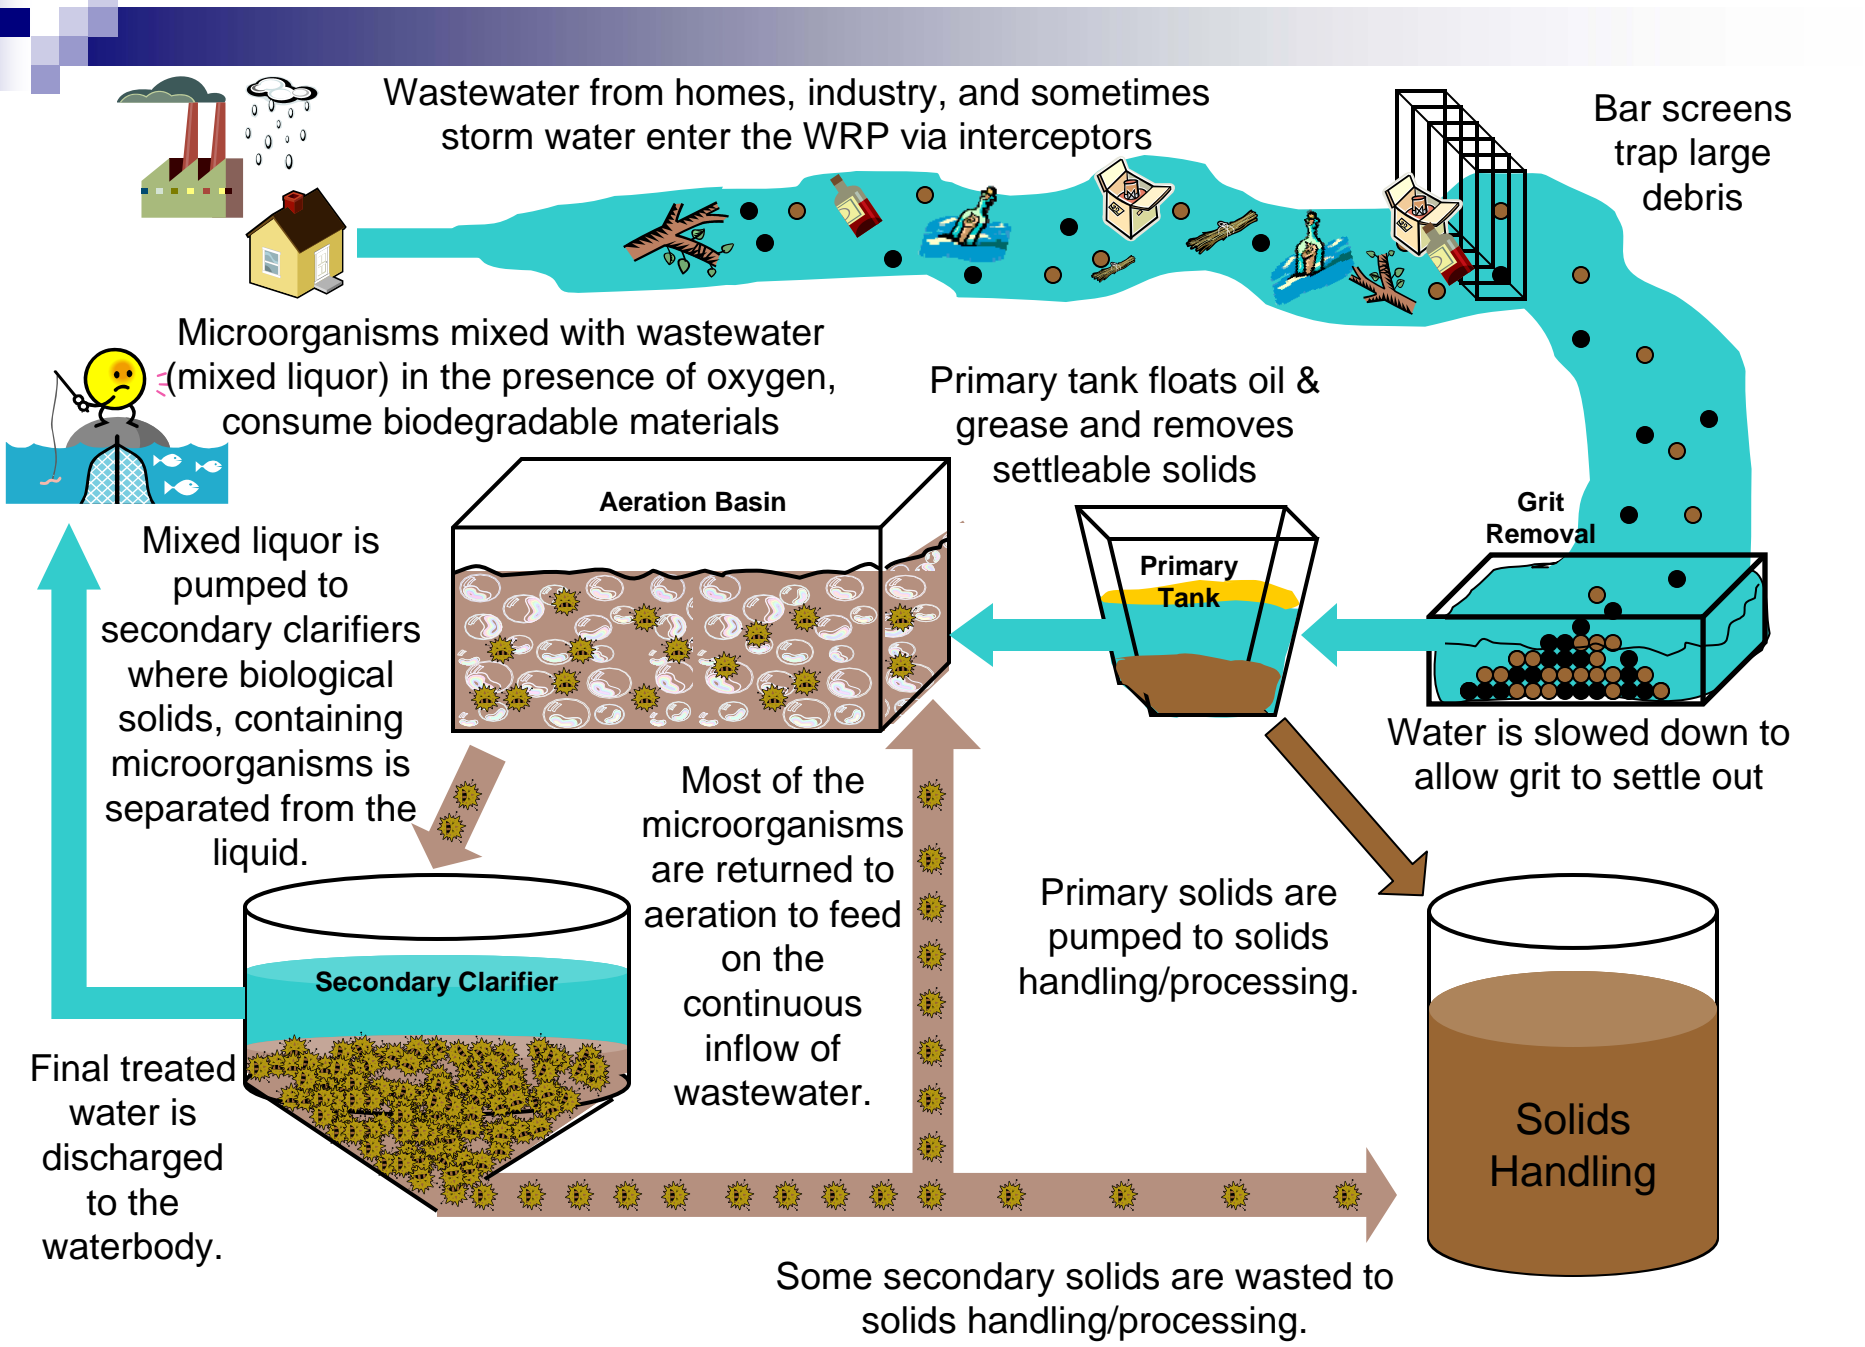 Wastewater from homes, industry, and sometimes
storm water enter the WRP via interceptors
Bar screens
trap large
debris
Microorganisms mixed with wastewater
(mixed liquor) in the presence of oxygen,
consume biodegradable materials
Primary tank floats oil &
grease and removes
settleable solids
Aeration Basin
Primary
Tank
Grit
Removal
Mixed liquor is
pumped to
secondary clarifiers
where biological
solids, containing
microorganisms is
separated from the
liquid.
Water is slowed down to
allow grit to settle out
Most of the
microorganisms
are returned to
aeration to feed
on the
continuous
inflow of
wastewater.
Primary solids are
pumped to solids
handling/processing.
Secondary Clarifier
Final treated
water is
discharged
to the
waterbody.
Solids
Handling
Some secondary solids are wasted to
solids handling/processing.